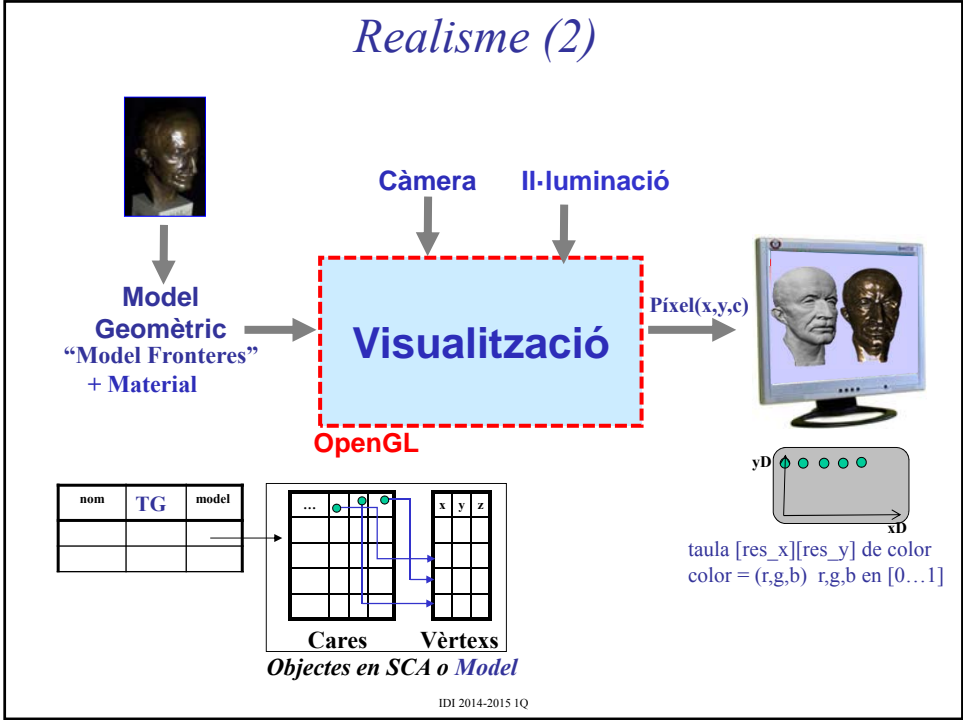 Realisme (2)
Càmera
Il·luminació
Model
Geomètric
“Model Fronteres”
+ Material
Visualització
OpenGL
Píxel(x,y,c)
nom TG model
… x y z
Cares Vèrtexs
Objectes en SCA o Model
yD
xD
taula [res_x][res_y] de color
color = (r,g,b) r,g,b en [0…1]
IDI 2014-2015 1Q